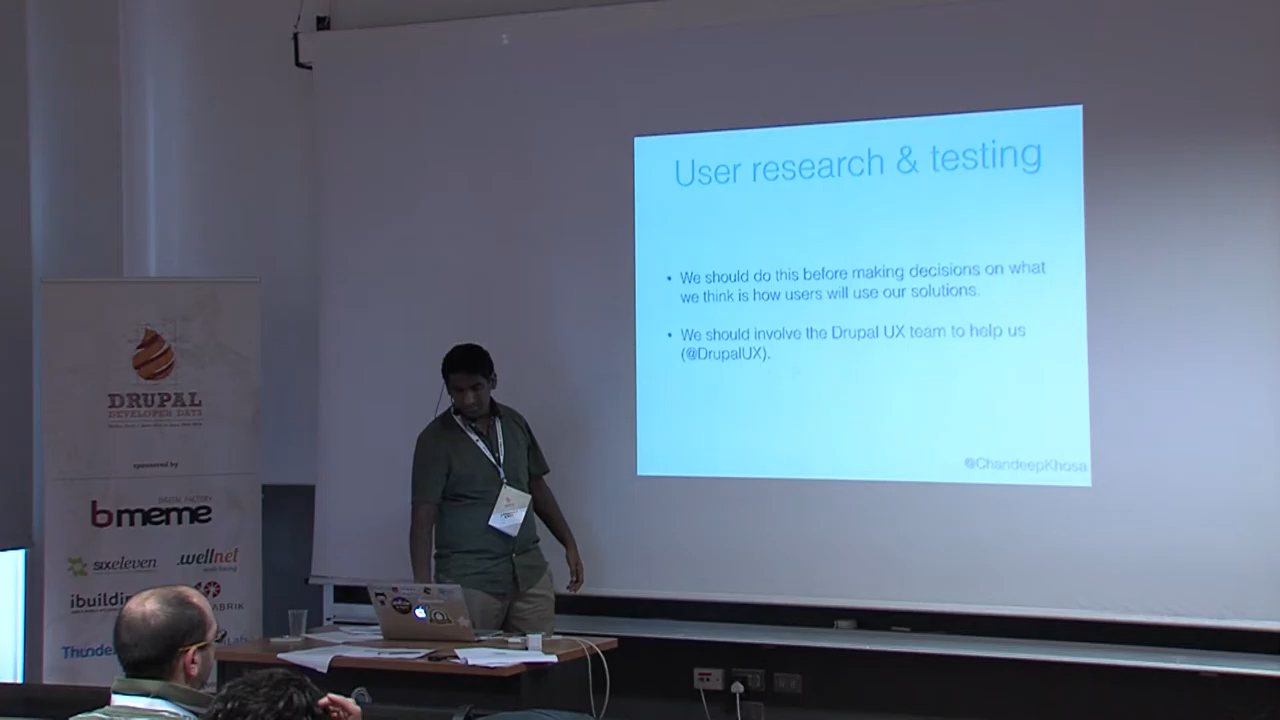 User research & testing
• We should do this before making decisions on what
we think is how users will use our solutions.
• We should involve the Drupal UX team to help us
(@DrupalUX).
@ChandeepKhosa
DRUPAL
DEVELOPER DAYS
sponsored by
DIGITAL FACTORY
bmeme
sixeleven
.wellnet